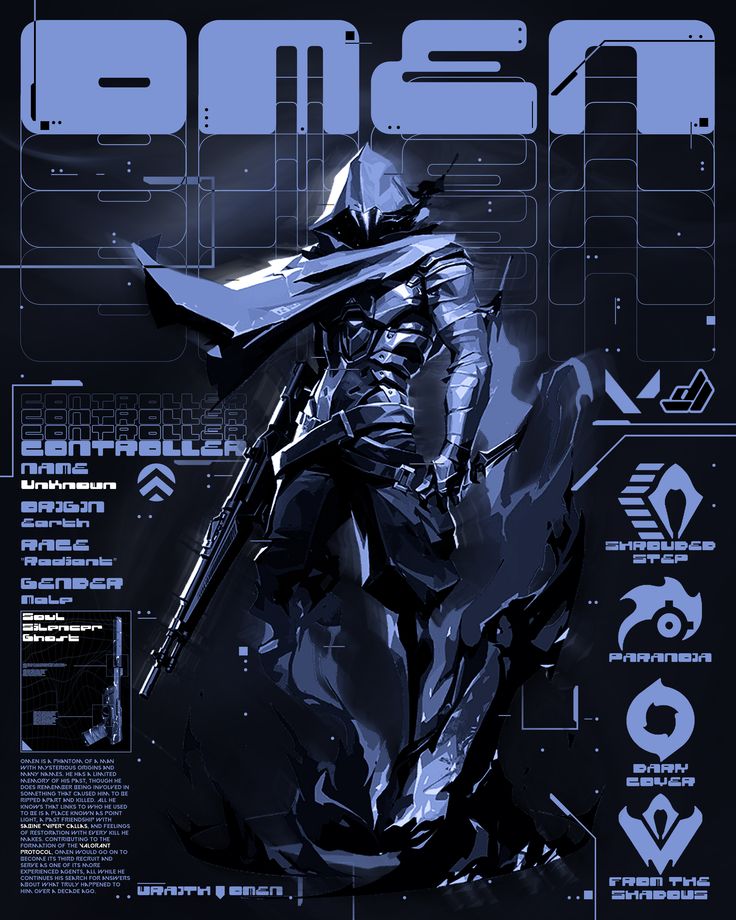 OMEN
CONTROLLER
CONTROLLER
CONTROLLER
CONTROLLER
NAME
Unknown
ORIGIN
Earth
RACE
"Radiant"
GENDER
Male
Soul
Silencer
Ghost
OMEN IS A PHANTOM OF A MAN
WITH MYSTERIOUS ORIGINS AND
MANY NAMES. HE HAS A LIMITED
MEMORY OF HIS PAST, THOUGH HE
DOES REMEMBER BEING INVOLVED IN
SOMETHING THAT CAUSED HIM TO BE
RIPPED APART AND KILLED. ALL HE
KNOWS THAT LINKS TO WHO HE USED
TO BE IS A PLACE KNOWN AS POINT
LIGHT, A PAST FRIENDSHIP WITH
SABINE "VIPER" CALLAS, AND FEELINGS
OF RESTORATION WITH EVERY KILL HE
MAKES. CONTRIBUTING TO THE
FORMATION OF THE VALORANT
PROTOCOL, OMEN WOULD GO ON TO
BECOME ITS THIRD RECRUIT AND
SERVE AS ONE OF ITS MORE
EXPERIENCED AGENTS, ALL WHILE HE
CONTINUES HIS SEARCH FOR ANSWERS
ABOUT WHAT TRULY HAPPENED TO
HIM OVER A DECADE AGO.
WRAITH OMEN
SHROUDED
STEP
PARANOIA
DARK
COVER
FROM THE
SHADOWS